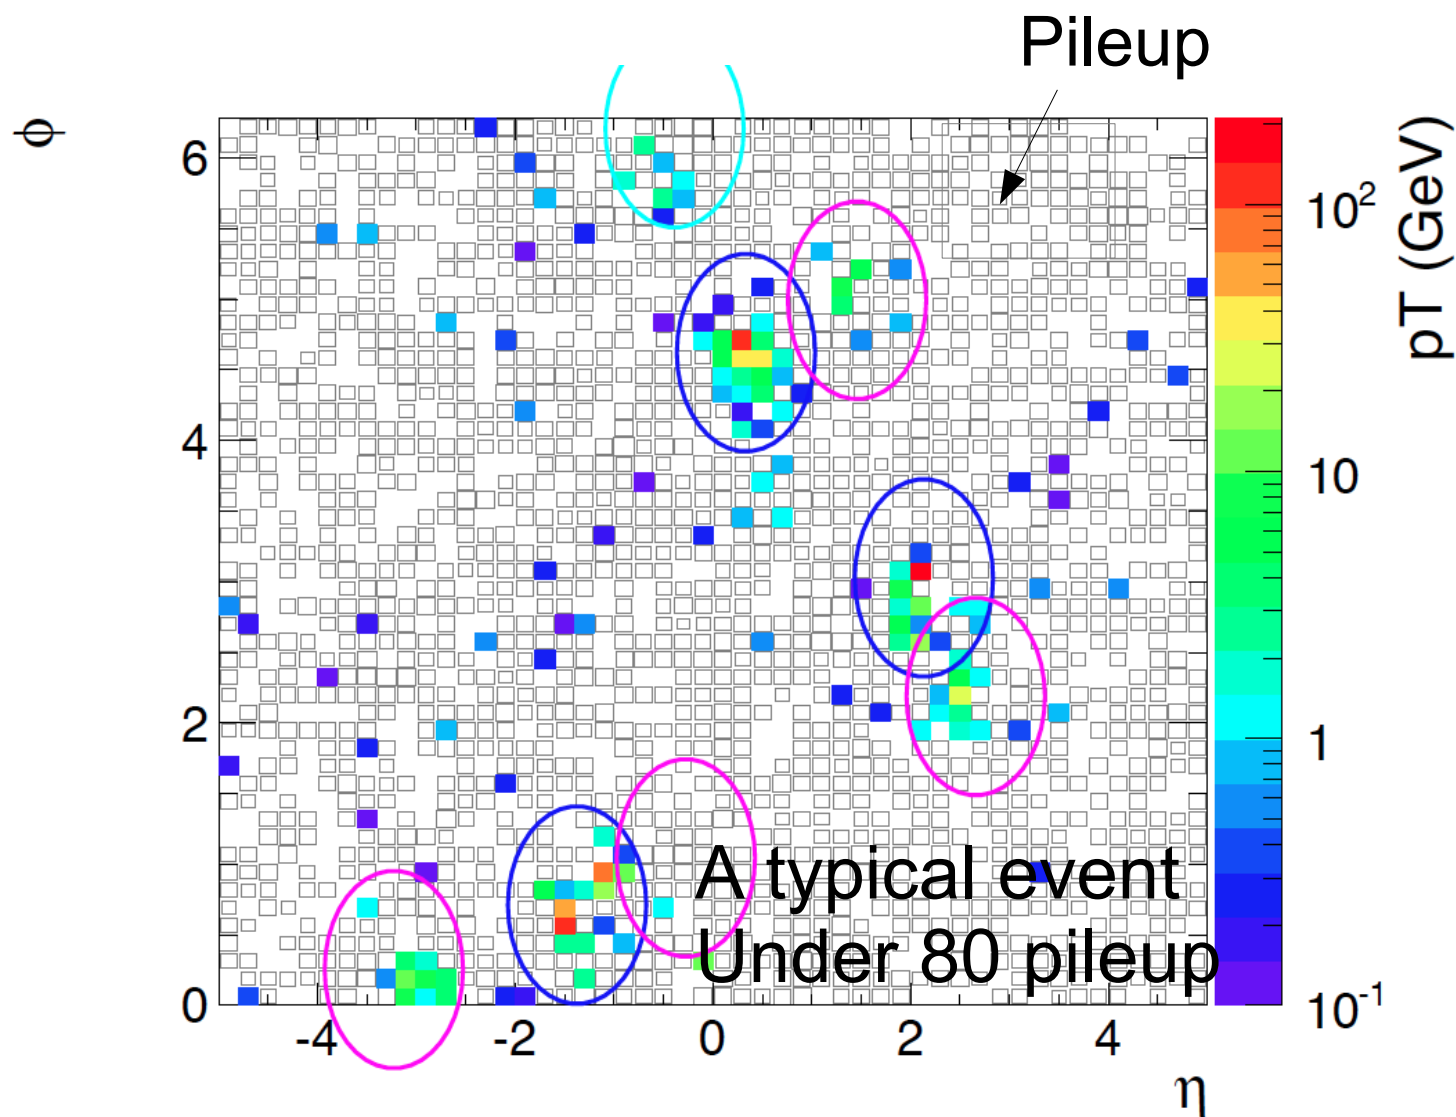 Pileup
ϕ
pT (GeV)
6
4
2
0
-4 -2 0 2 4
η
10²
10
1
10⁻¹
A typical event
Under 80 pileup